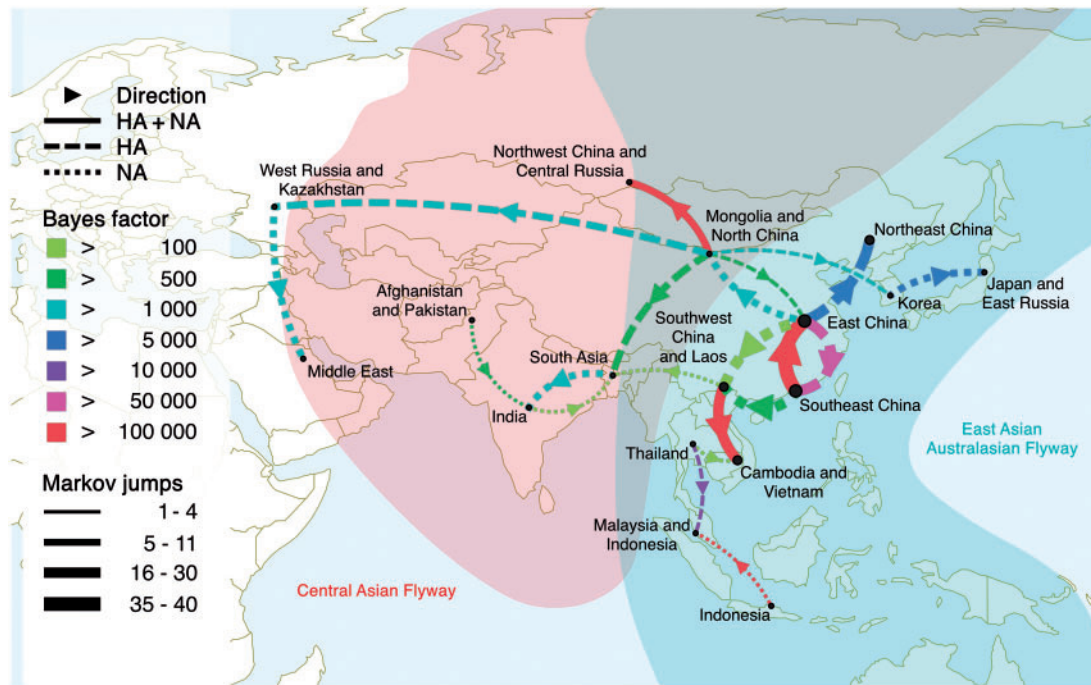 Direction
HA + NA
HA
NA
Bayes factor
> 100
> 500
> 1 000
> 5 000
> 10 000
> 50 000
> 100 000
Markov jumps
1 - 4
5 - 11
16 - 30
35 - 40
West Russia and
Kazakhstan
Northwest China and
Central Russia
Mongolia and
North China
Northeast China
Afghanistan
and Pakistan
Korea
Japan and
East Russia
Southwest
China
and Laos
East China
Middle East
South Asia
India
Southeast China
Thailand
Cambodia and
Vietnam
East Asian
Australasian Flyway
Malaysia and
Indonesia
Central Asian Flyway
Indonesia